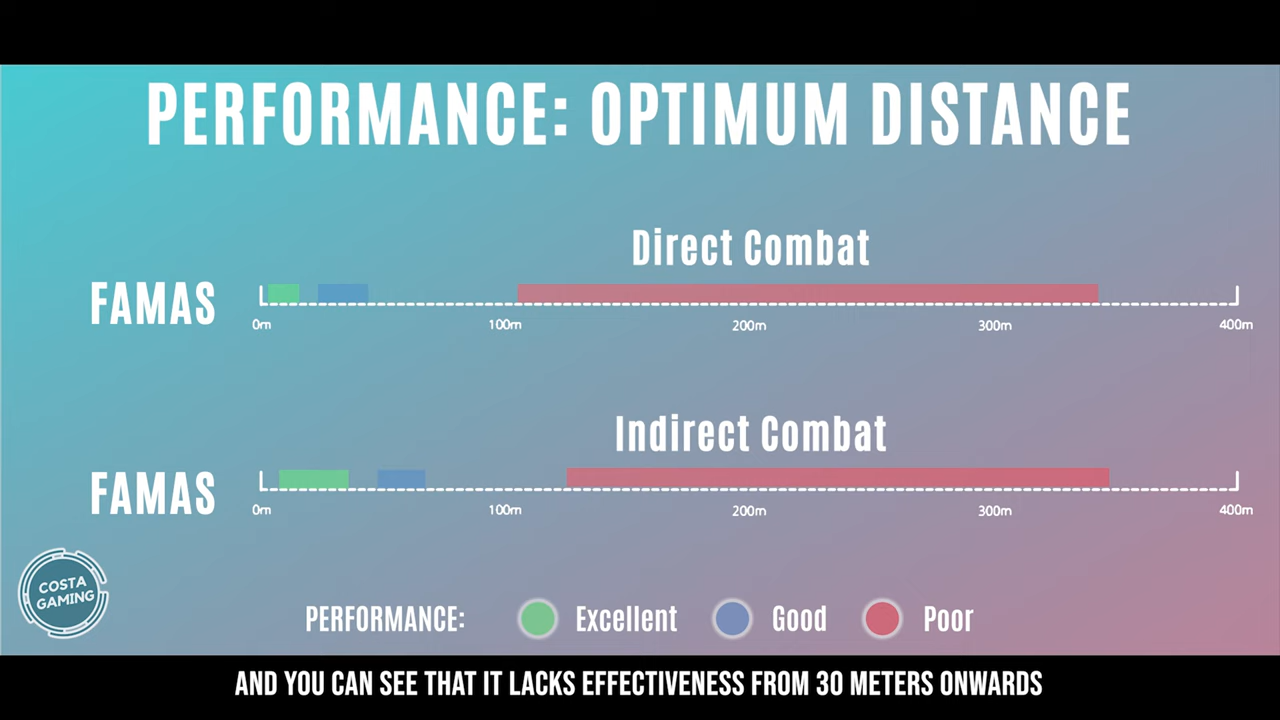 PERFORMANCE: OPTIMUM DISTANCE
Direct Combat
FAMAS
0m 100m 200m 300m 400m
Indirect Combat
FAMAS
0m 100m 200m 300m 400m
COSTA
GAMING
PERFORMANCE: Excellent Good Poor
AND YOU CAN SEE THAT IT LACKS EFFECTIVENESS FROM 30 METERS ONWARDS